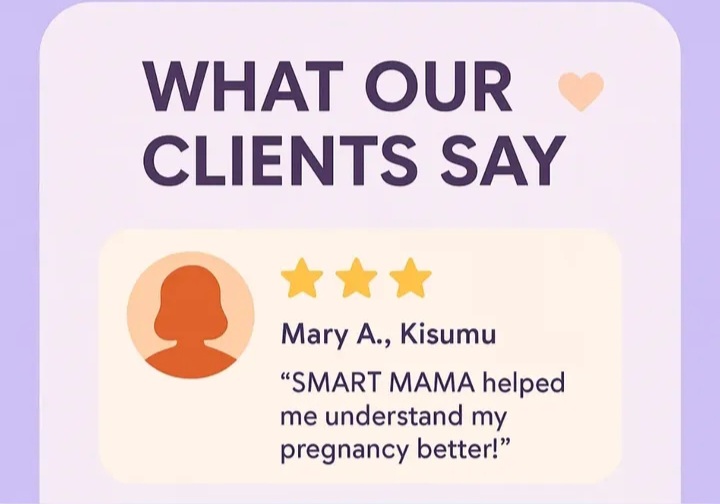 WHAT OUR
CLIENTS SAY
Mary A., Kisumu
“SMART MAMA helped
me understand my
pregnancy better!”